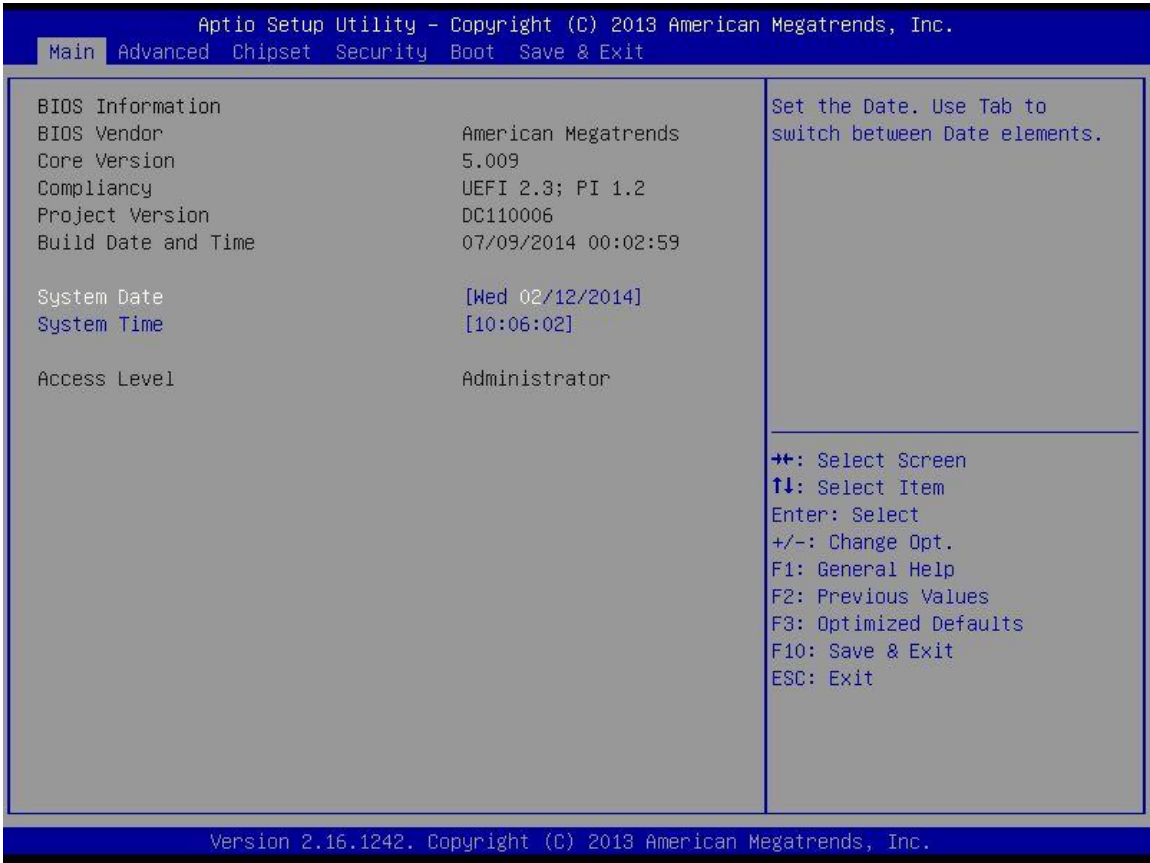 Aptio Setup Utility – Copyright (C) 2013 American Megatrends, Inc.
Main Advanced Chipset Security Boot Save & Exit
BIOS Information
BIOS Vendor American Megatrends
Core Version 5.009
Compliancy UEFI 2.3; PI 1.2
Project Version DC110006
Build Date and Time 07/09/2014 00:02:59
System Date [Wed 02/12/2014]
System Time [10:06:02]
Access Level Administrator
Set the Date. Use Tab to
switch between Date elements.
→←: Select Screen
↑↓: Select Item
Enter: Select
+/-: Change Opt.
F1: General Help
F2: Previous Values
F3: Optimized Defaults
F10: Save & Exit
ESC: Exit
Version 2.16.1242. Copyright (C) 2013 American Megatrends, Inc.